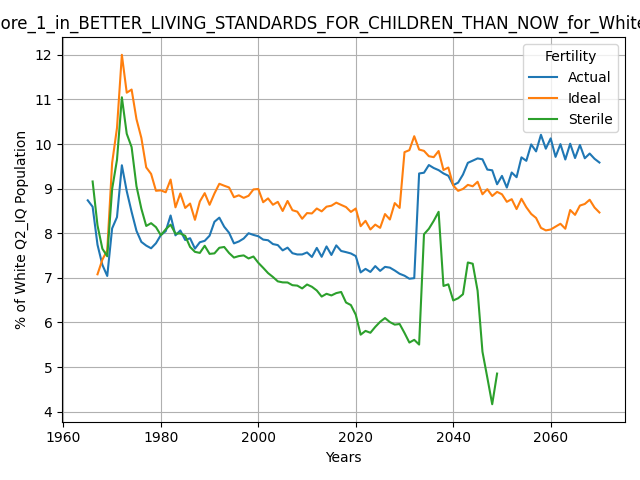 ore_1_in_BETTER_LIVING_STANDARDS_FOR_CHILDREN_THAN_NOW_for_White
12
11
10
9
8
7
6
5
4
% of White Q2_IQ Population
1960 1980 2000 2020 2040 2060
Years
Fertility
Actual
Ideal
Sterile